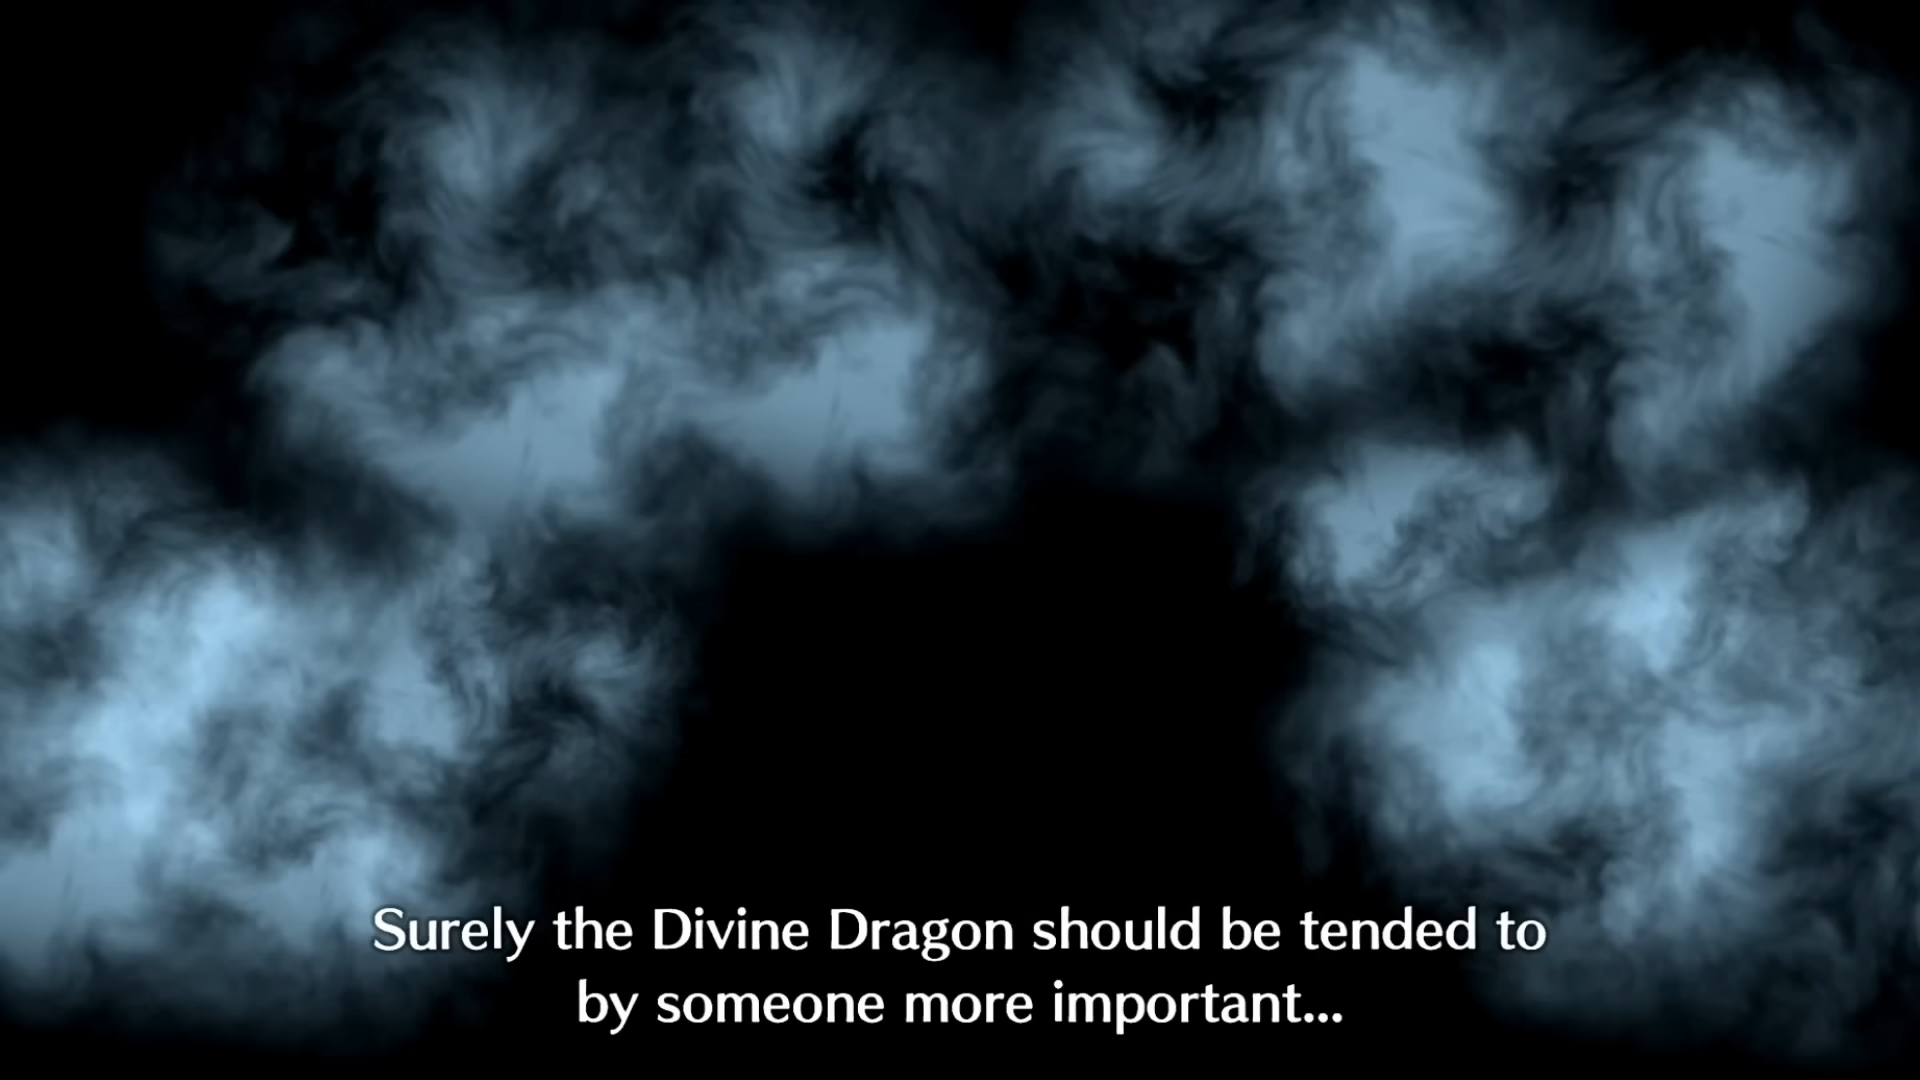 Surely the Divine Dragon should be tended to
by someone more important...